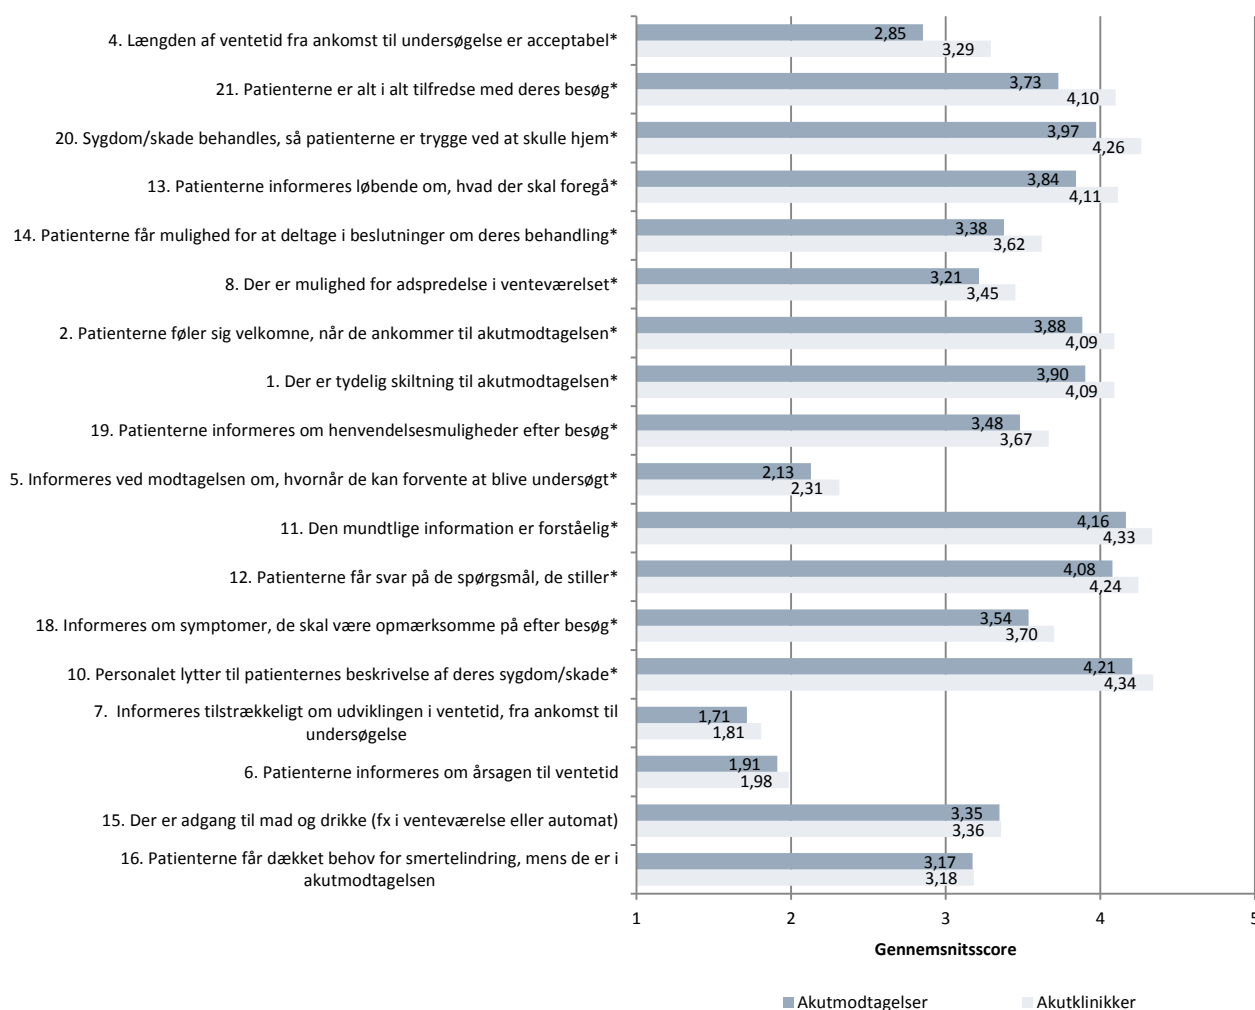 4. Længden af ventetid fra ankomst til undersøgelse er acceptabel*
2,85
3,29
21. Patienterne er alt i alt tilfredse med deres besøg*
3,73
4,10
20. Sygdom/skade behandles, så patienterne er trygge ved at skulle hjem*
3,97
4,26
13. Patienterne informeres løbende om, hvad der skal foregå*
3,84
4,11
14. Patienterne får mulighed for at deltage i beslutninger om deres behandling*
3,38
3,62
8. Der er mulighed for adspredelse i venteværelset*
3,21
3,45
2. Patienterne føler sig velkomne, når de ankommer til akutmodtagelsen*
3,88
4,09
1. Der er tydelig skiltning til akutmodtagelsen*
3,90
4,09
19. Patienterne informeres om henvendelsesmuligheder efter besøg*
3,48
3,67
5. Informeres ved modtagelsen om, hvornår de kan forvente at blive undersøgt*
2,13
2,31
11. Den mundtlige information er forståelig*
4,16
4,33
12. Patienterne får svar på de spørgsmål, de stiller*
4,08
4,24
18. Informeres om symptomer, de skal være opmærksomme på efter besøg*
3,54
3,70
10. Personalet lytter til patienternes beskrivelse af deres sygdom/skade*
4,21
4,34
7. Informeres tilstrækkeligt om udviklingen i ventetid, fra ankomst til
undersøgelse
1,71
1,81
6. Patienterne informeres om årsagen til ventetid
1,91
1,98
15. Der er adgang til mad og drikke (fx i venteværelse eller automat)
3,35
3,36
16. Patienterne får dækket behov for smertelindring, mens de er i
akutmodtagelsen
3,17
3,18
1 2 3 4 5
Gennemsnitsscore
Akutmodtagelser Akutklinikker